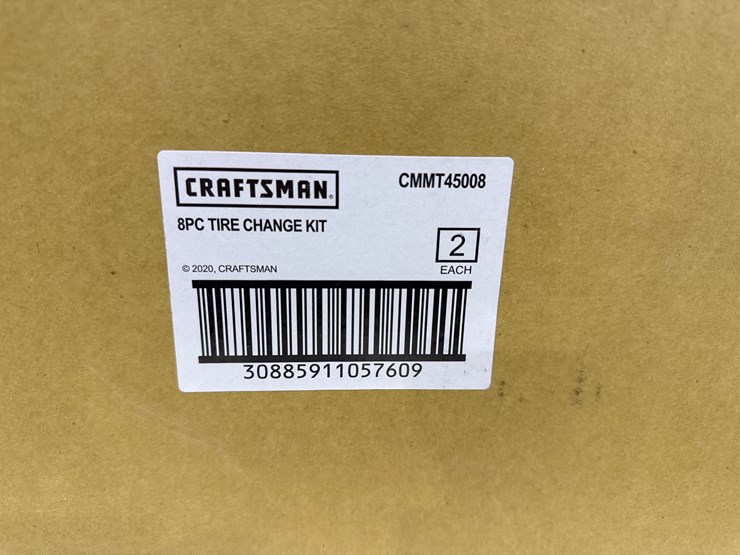 CRAFTSMAN®
CMMT45008
8PC TIRE CHANGE KIT
2
EACH
© 2020, CRAFTSMAN
30885911057609